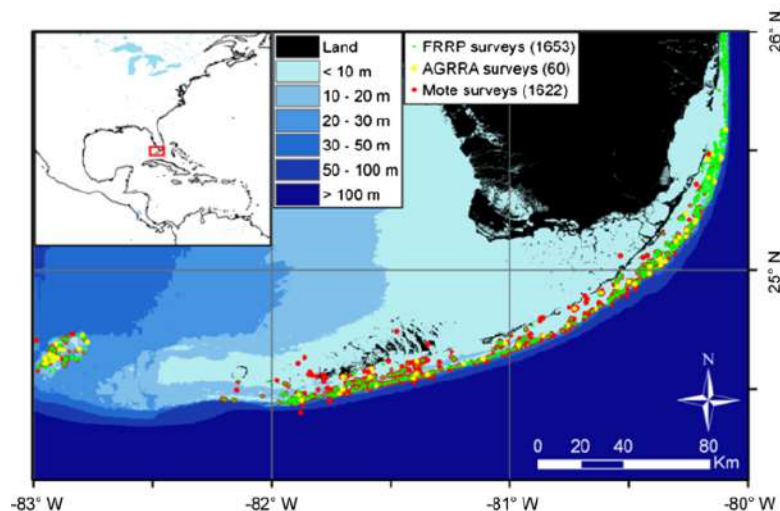 Land
< 10 m
10 - 20 m
20 - 30 m
30 - 50 m
50 - 100 m
> 100 m
FRRP surveys (1653)
AGRRA surveys (60)
Mote surveys (1622)
26° N
25° N
N
0 20 40 80
Km
-83° W -82° W -81° W -80° W